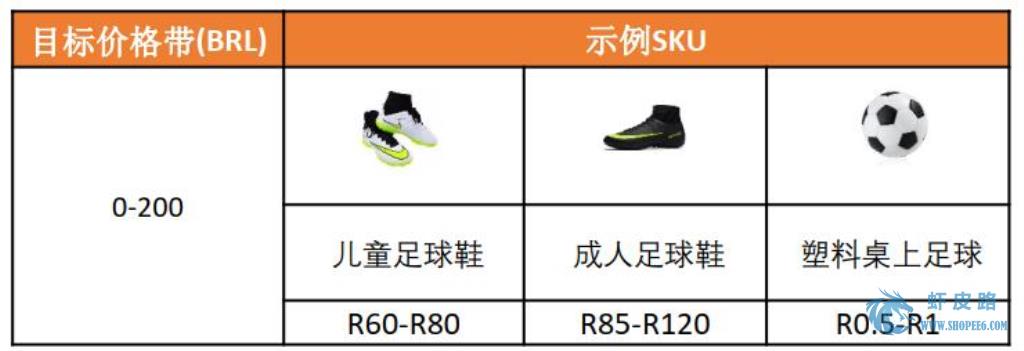 目标价格带(BRL) 示例SKU
0-200
儿童足球鞋 成人足球鞋 塑料桌上足球
R60-R80 R85-R120 R0.5-R1
虾皮路
WWW.SHOPEE6.COM